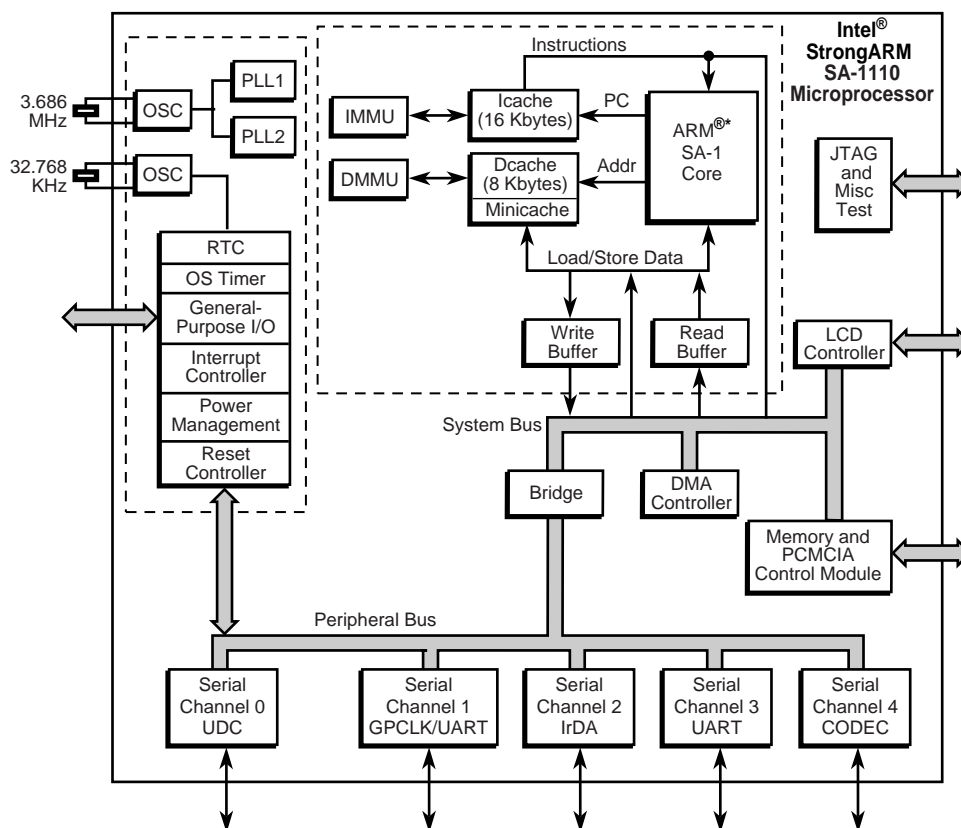 Intel®
StrongARM
SA-1110
Microprocessor
3.686
MHz
OSC
PLL1
PLL2
32.768
KHz
OSC
RTC
OS Timer
General-
Purpose I/O
Interrupt
Controller
Power
Management
Reset
Controller
Instructions
IMMU
Icache
(16 Kbytes)
PC
ARM®*
SA-1
Core
DMMU
Dcache
(8 Kbytes)
Minicache
Addr
Load/Store Data
Write
Buffer
Read
Buffer
JTAG
and
Misc
Test
LCD
Controller
System Bus
Bridge
DMA
Controller
Memory and
PCMCIA
Control Module
Peripheral Bus
Serial
Channel 0
UDC
Serial
Channel 1
GPCLK/UART
Serial
Channel 2
IrDA
Serial
Channel 3
UART
Serial
Channel 4
CODEC